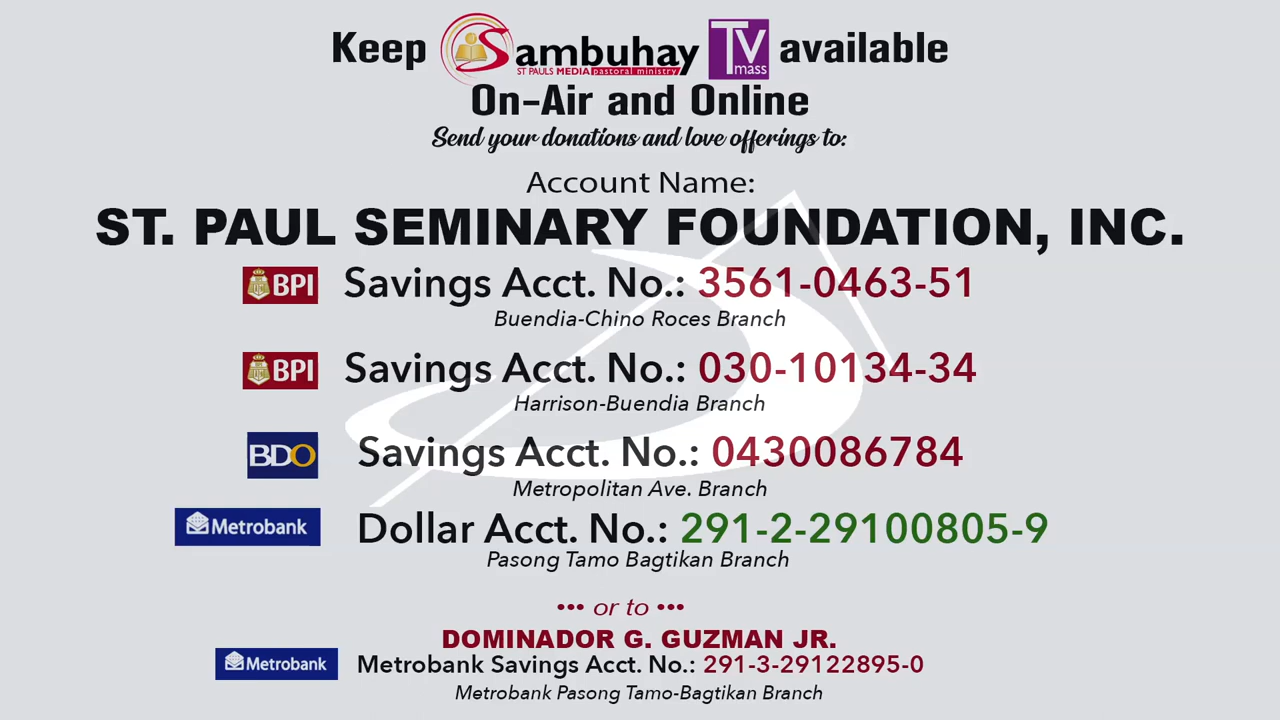 Keep Sambuhay TV mass available
ST PAULS MEDIA pastoral ministry
On-Air and Online
Send your donations and love offerings to:
Account Name:
ST. PAUL SEMINARY FOUNDATION, INC.
BPI Savings Acct. No.: 3561-0463-51
Buendia-Chino Roces Branch
BPI Savings Acct. No.: 030-10134-34
Harrison-Buendia Branch
BDO Savings Acct. No.: 0430086784
Metropolitan Ave. Branch
Metrobank Dollar Acct. No.: 291-2-29100805-9
Pasong Tamo Bagtikan Branch
••• or to •••
DOMINADOR G. GUZMAN JR.
Metrobank Metrobank Savings Acct. No.: 291-3-29122895-0
Metrobank Pasong Tamo-Bagtikan Branch